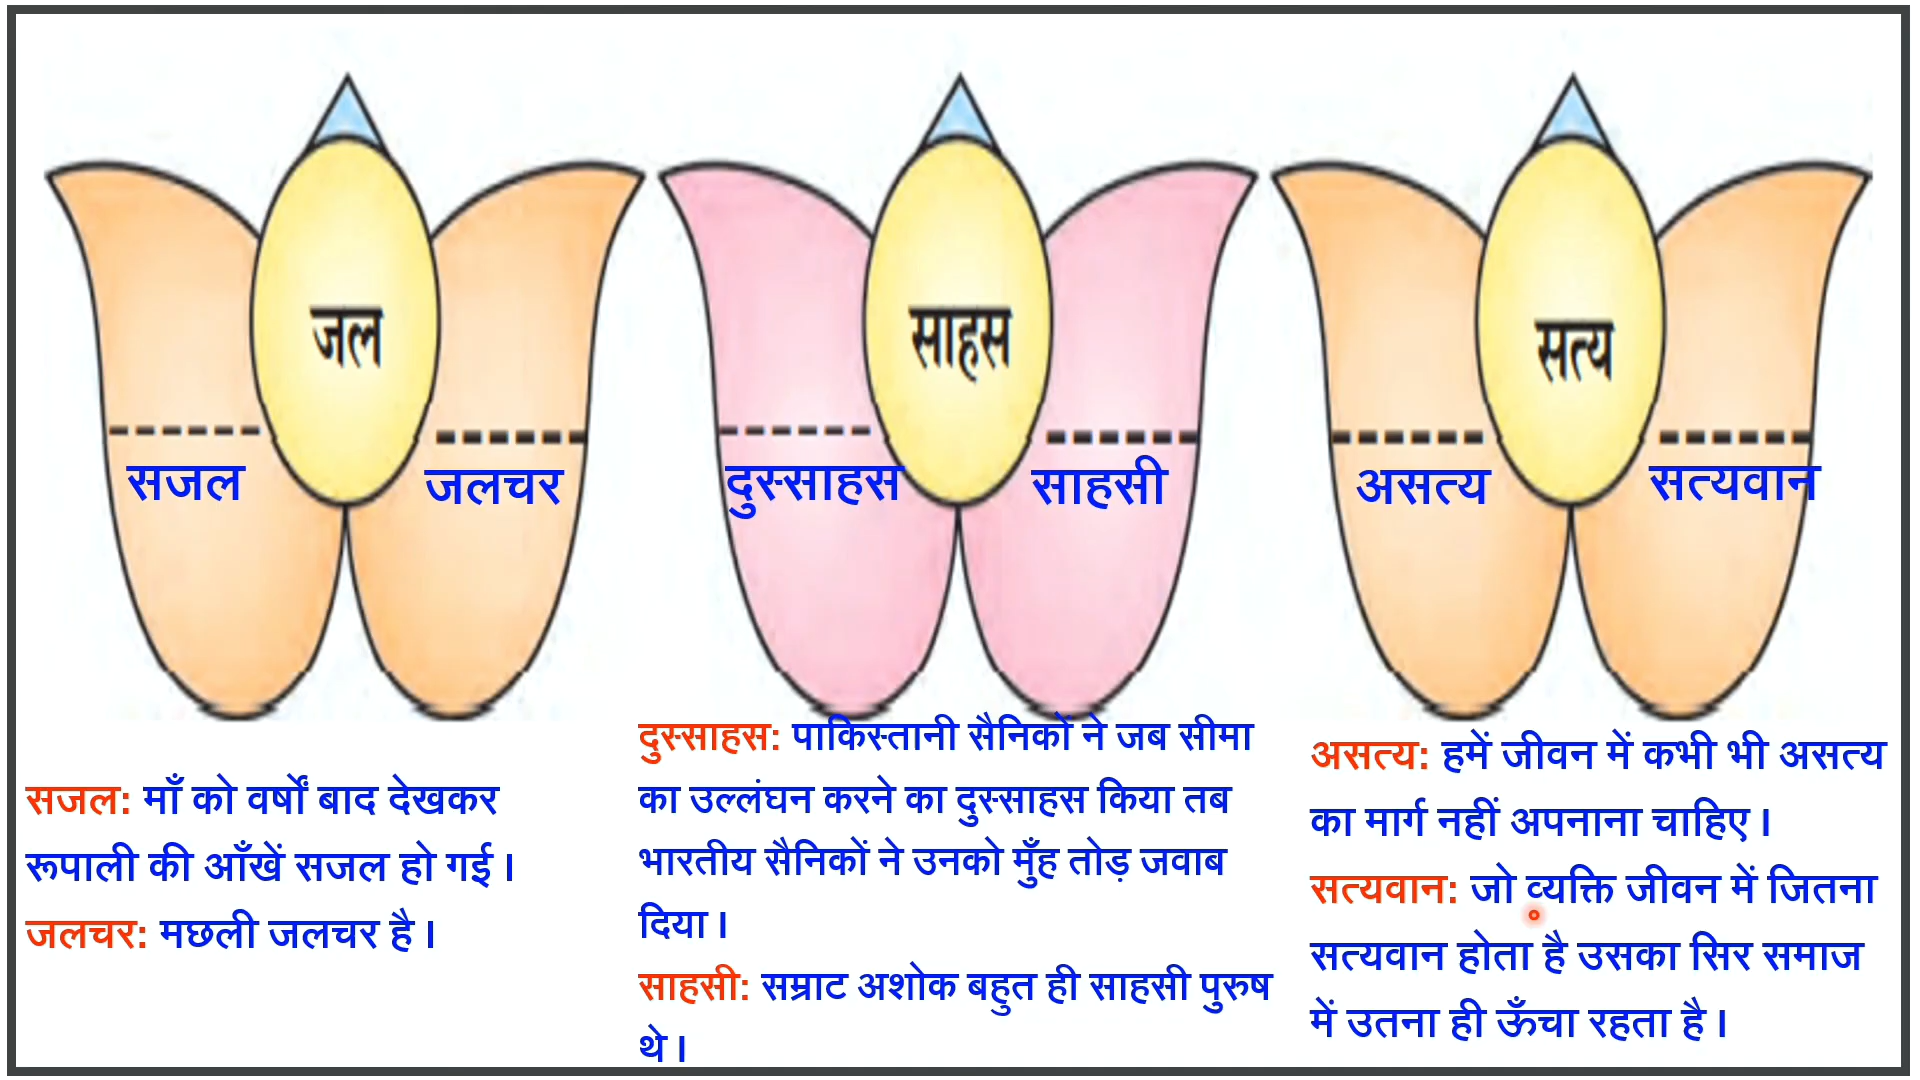 जल
सजल
जलचर
साहस
दुस्साहस
साहसी
सत्य
असत्य
सत्यवान
सजल: माँ को वर्षों बाद देखकर
रूपाली की आँखें सजल हो गई ।
जलचर: मछली जलचर है ।
दुस्साहस: पाकिस्तानी सैनिकों ने जब सीमा
का उल्लंघन करने का दुस्साहस किया तब
भारतीय सैनिकों ने उनको मुँह तोड़ जवाब
दिया ।
साहसी: सम्राट अशोक बहुत ही साहसी पुरुष
थे ।
असत्य: हमें जीवन में कभी भी असत्य
का मार्ग नहीं अपनाना चाहिए ।
सत्यवान: जो व्यक्ति जीवन में जितना
सत्यवान होता है उसका सिर समाज
में उतना ही ऊँचा रहता है ।